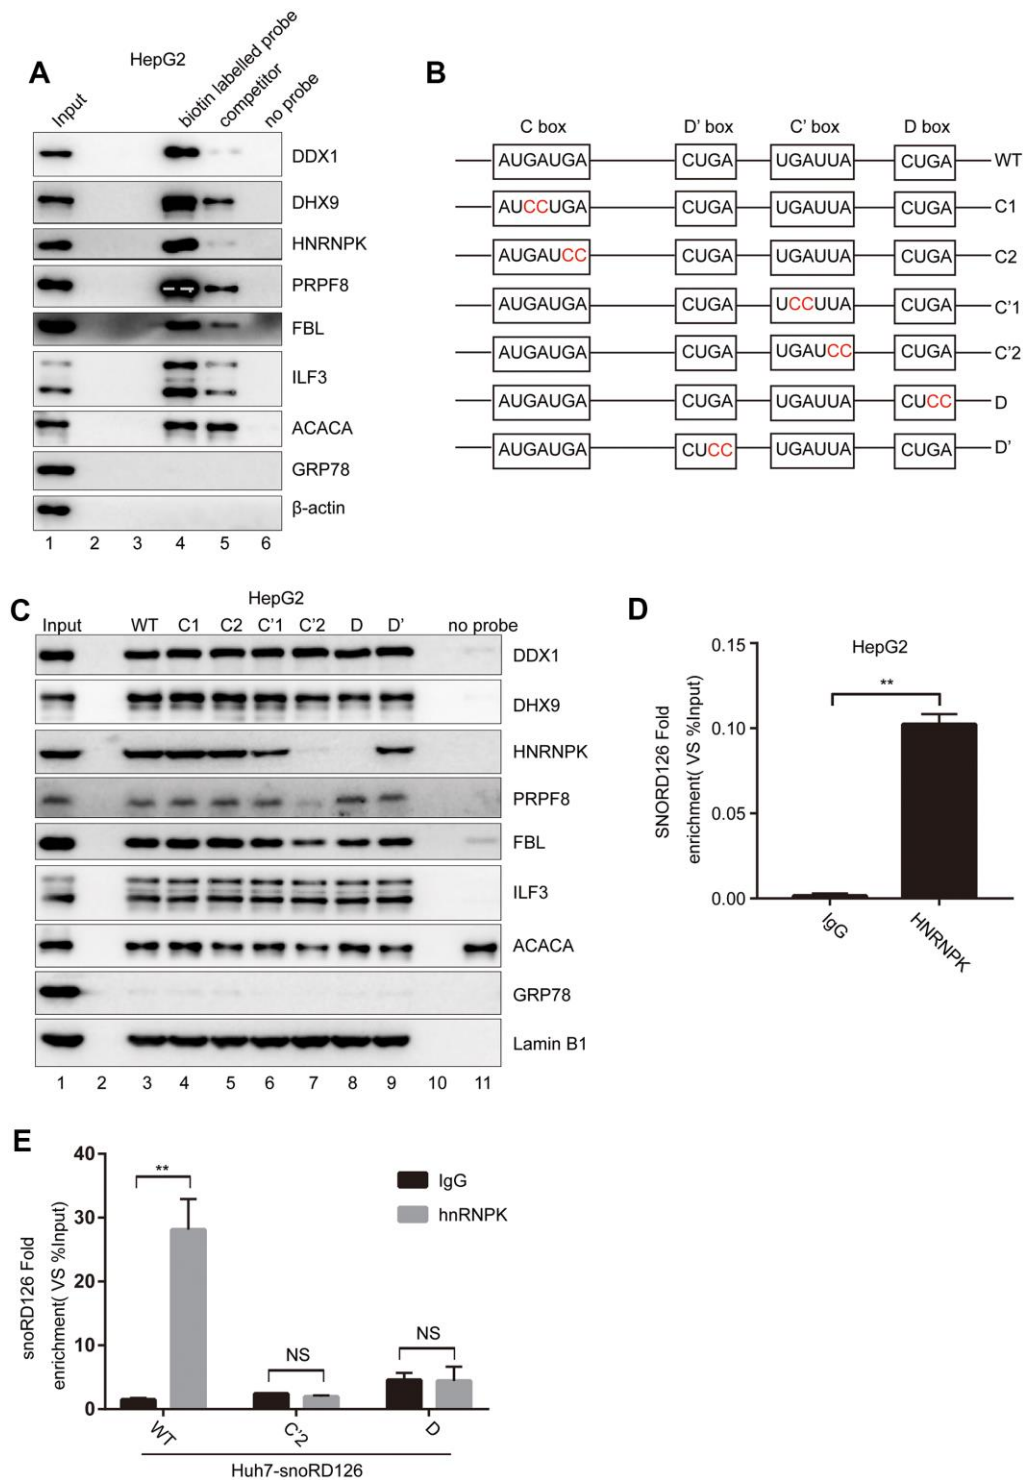 A
HepG2
Input
biotin labelled probe
competitor
no probe
DDX1
DHX9
HNRNPK
PRPF8
FBL
ILF3
ACACA
GRP78
β-actin
1 2 3 4 5 6
B
C box D' box C' box D box
AUGAUGA CUGA UGAUUA CUGA WT
AUCCUGA CUGA UGAUUA CUGA C1
AUGAUCC CUGA UGAUUA CUGA C2
AUGAUGA CUGA UCCUUA CUGA C'1
AUGAUGA CUGA UGAUCC CUGA C'2
AUGAUGA CUGA UGAUUA CUCC D
AUGAUGA CUCC UGAUUA CUGA D'
C
HepG2
Input WT C1 C2 C'1 C'2 D D' no probe
DDX1
DHX9
HNRNPK
PRPF8
FBL
ILF3
ACACA
GRP78
Lamin B1
1 2 3 4 5 6 7 8 9 10 11
D
HepG2
**
SNORD126 Fold
enrichment( VS %Input)
0.15
0.10
0.05
0.00
IgG
HNRNPK
E
snoRD126 Fold
enrichment( VS %Input)
40
30
20
10
0
**
NS
NS
IgG
hnRNPK
WT
C'2
D
Huh7-snoRD126